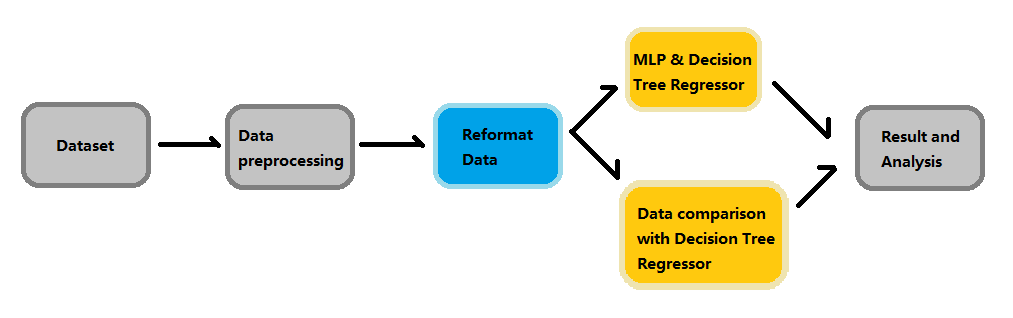 Dataset
Data
preprocessing
Reformat
Data
MLP & Decision
Tree Regressor
Data comparison
with Decision Tree
Regressor
Result and
Analysis